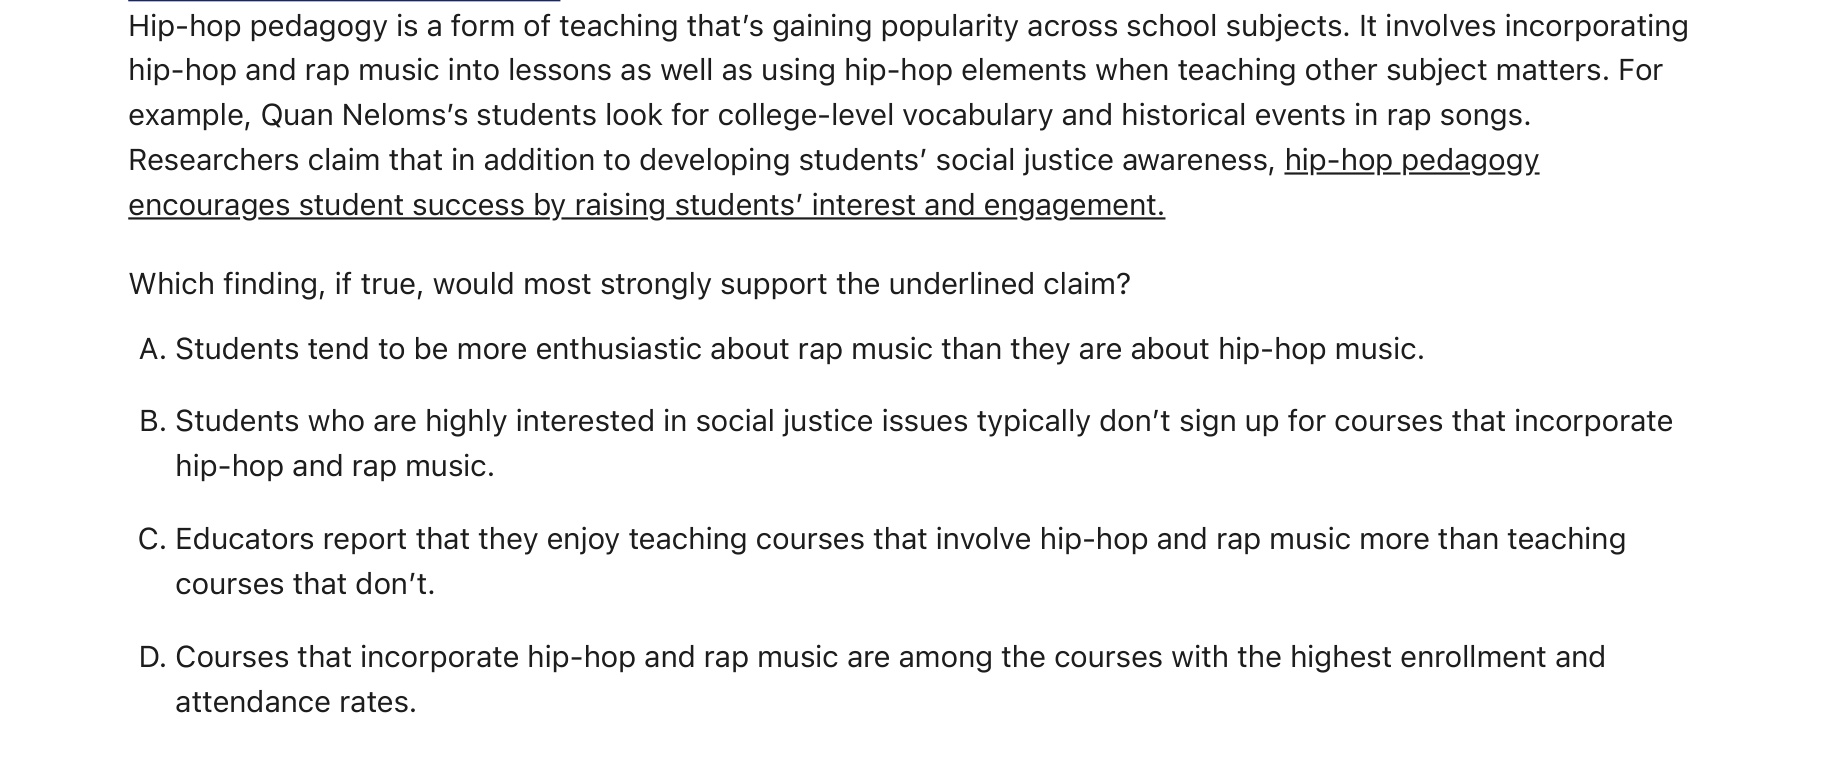 Hip-hop pedagogy is a form of teaching that’s gaining popularity across school subjects. It involves incorporating
hip-hop and rap music into lessons as well as using hip-hop elements when teaching other subject matters. For
example, Quan Neloms’s students look for college-level vocabulary and historical events in rap songs.
Researchers claim that in addition to developing students’ social justice awareness, hip-hop pedagogy
encourages student success by raising students’ interest and engagement.
Which finding, if true, would most strongly support the underlined claim?
A. Students tend to be more enthusiastic about rap music than they are about hip-hop music.
B. Students who are highly interested in social justice issues typically don’t sign up for courses that incorporate
hip-hop and rap music.
C. Educators report that they enjoy teaching courses that involve hip-hop and rap music more than teaching
courses that don’t.
D. Courses that incorporate hip-hop and rap music are among the courses with the highest enrollment and
attendance rates.